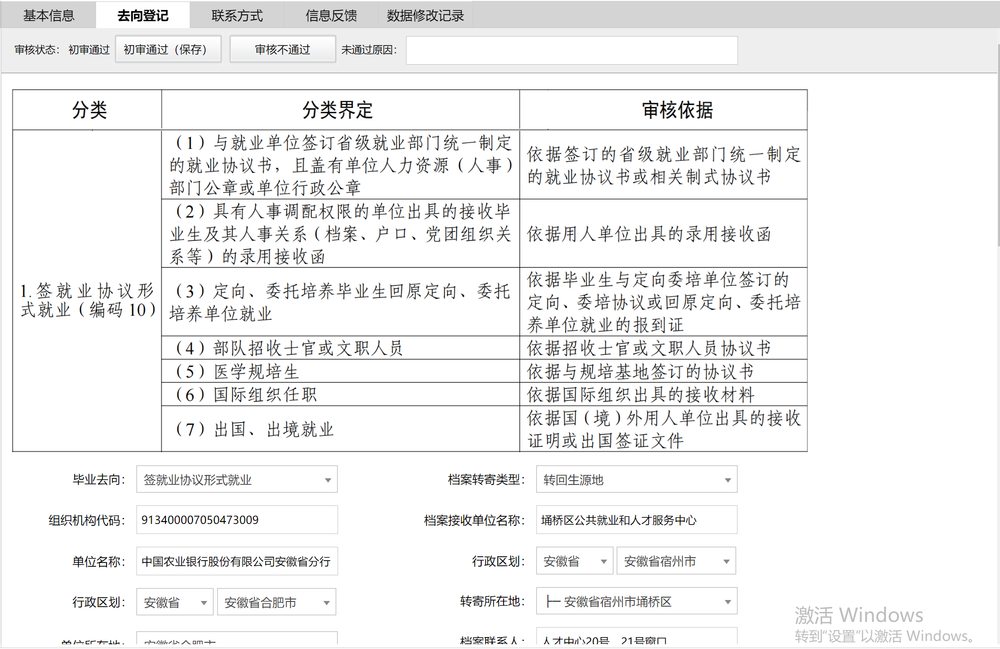 基本信息 去向登记 联系方式 信息反馈 数据修改记录
审核状态： 初审通过 初审通过（保存） 审核不通过 未通过原因：
分类 分类界定 审核依据
1.签就业协议形
式就业（编码10）
（1）与就业单位签订省级就业部门统一制定
的就业协议书，且盖有单位人力资源（人事）
部门公章或单位行政公章
依据签订的省级就业部门统一制定
的就业协议书或相关制式协议书
（2）具有人事调配权限的单位出具的接收毕
业生及其人事关系（档案、户口、党团组织关
系等）的录用接收函
依据用人单位出具的录用接收函
（3）定向、委托培养毕业生回原定向、委托
培养单位就业
依据毕业生与定向委培单位签订的
定向、委培协议或回原定向、委托培
养单位就业的报到证
（4）部队招收士官或文职人员
依据招收士官或文职人员协议书
（5）医学规培生
依据与规培基地签订的协议书
（6）国际组织任职
依据国际组织出具的接收材料
（7）出国、出境就业
依据国（境）外用人单位出具的接收
证明或出国签证文件
毕业去向： 签就业协议形式就业 档案转寄类型： 转回生源地
组织机构代码： 913400007050473009 档案接收单位名称： 埇桥区公共就业和人才服务中心
单位名称： 中国农业银行股份有限公司安徽省分行 行政区划： 安徽省 安徽省宿州市
行政区划： 安徽省 安徽省合肥市 转寄所在地： ├─ 安徽省宿州市埇桥区
单位所在地： 安徽省合肥市 档案联系人： 人才中心20号、21号窗口
激活 Windows
转到“设置”以激活 Windows。